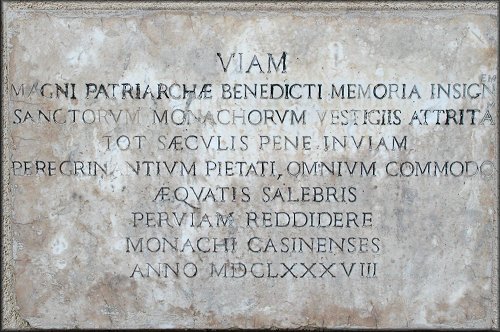 VIAM
MAGNI PATRIARCHÆ BENEDICTI MEMORIA INSIGNEM
SANCTORVM MONACHORVM VESTIGIIS ATTRITA
TOT SÆCVLIS PENE INVIAM
PEREGRINANTIVM PIETATI, OMNIVM COMMODO
ÆQVATIS SALEBRIS
PERVIAM REDDIDERE
MONACHI CASINENSES
ANNO MDCLXXXVIII